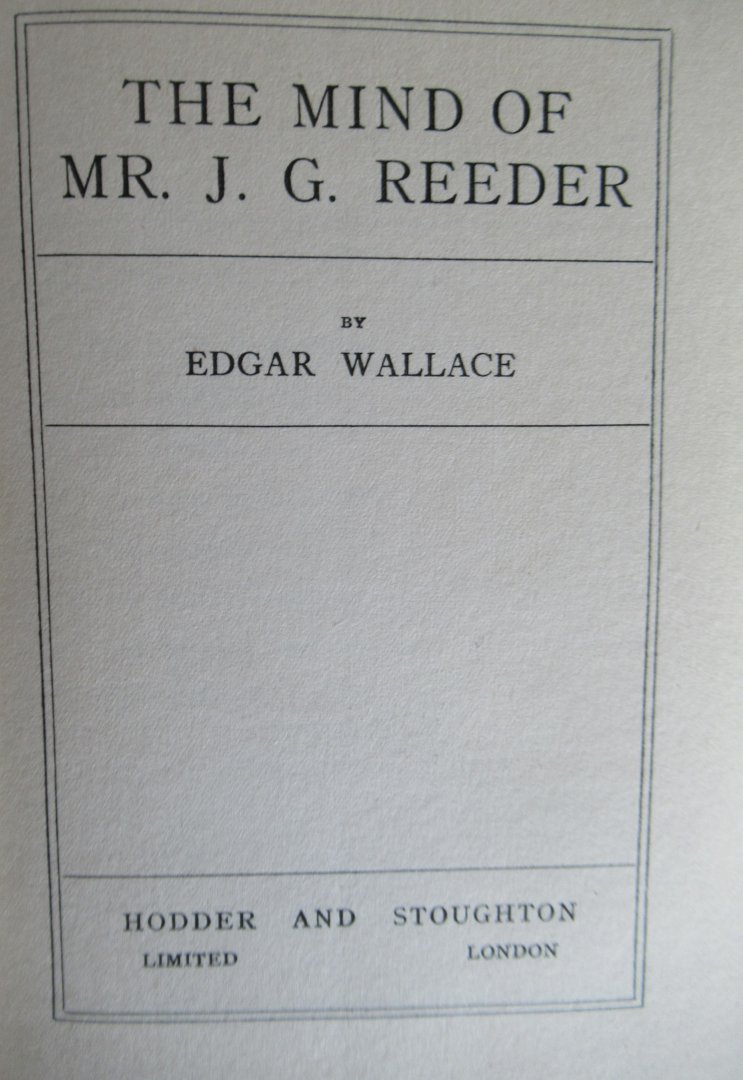 THE MIND OF
MR. J. G. REEDER
BY
EDGAR WALLACE
HODDER AND STOUGHTON
LIMITED LONDON